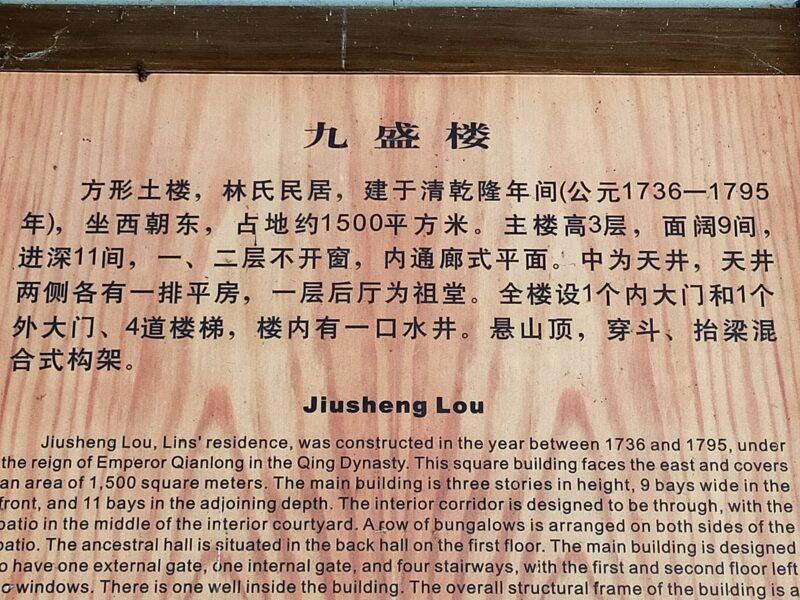 九盛楼
方形土楼，林氏民居，建于清乾隆年间(公元1736—1795
年)，坐西朝东，占地约1500平方米。主楼高3层，面阔9间，
进深11间，一、二层不开窗，内通廊式平面。中为天井，天井
两侧各有一排平房，一层后厅为祖堂。全楼设1个内大门和1个
外大门、4道楼梯，楼内有一口水井。悬山顶，穿斗、抬梁混
合式构架。
Jiusheng Lou
Jiusheng Lou, Lins' residence, was constructed in the year between 1736 and 1795, under
the reign of Emperor Qianlong in the Qing Dynasty. This square building faces the east and covers
an area of 1,500 square meters. The main building is three stories in height, 9 bays wide in the
front, and 11 bays in the adjoining depth. The interior corridor is designed to be through, with the
patio in the middle of the interior courtyard. A row of bungalows is arranged on both sides of the
patio. The ancestral hall is situated in the back hall on the first floor. The main building is designed
to have one external gate, one internal gate, and four stairways, with the first and second floor left
windows. There is one well inside the building. The overall structural frame of the building is a